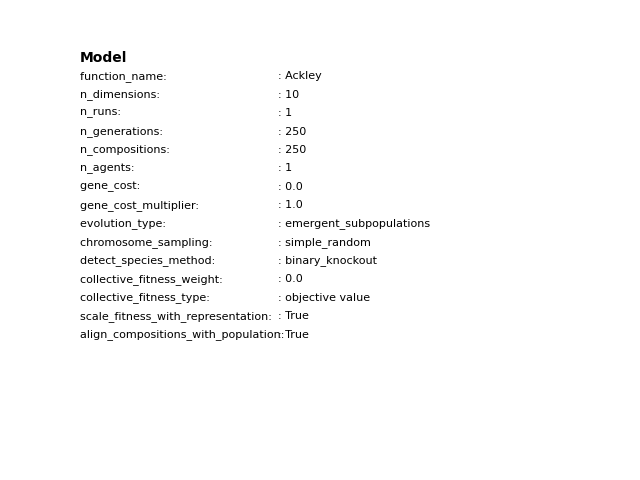 Model
function_name: : Ackley
n_dimensions: : 10
n_runs: : 1
n_generations: : 250
n_compositions: : 250
n_agents: : 1
gene_cost: : 0.0
gene_cost_multiplier: : 1.0
evolution_type: : emergent_subpopulations
chromosome_sampling: : simple_random
detect_species_method: : binary_knockout
collective_fitness_weight: : 0.0
collective_fitness_type: : objective value
scale_fitness_with_representation: : True
align_compositions_with_population: : True